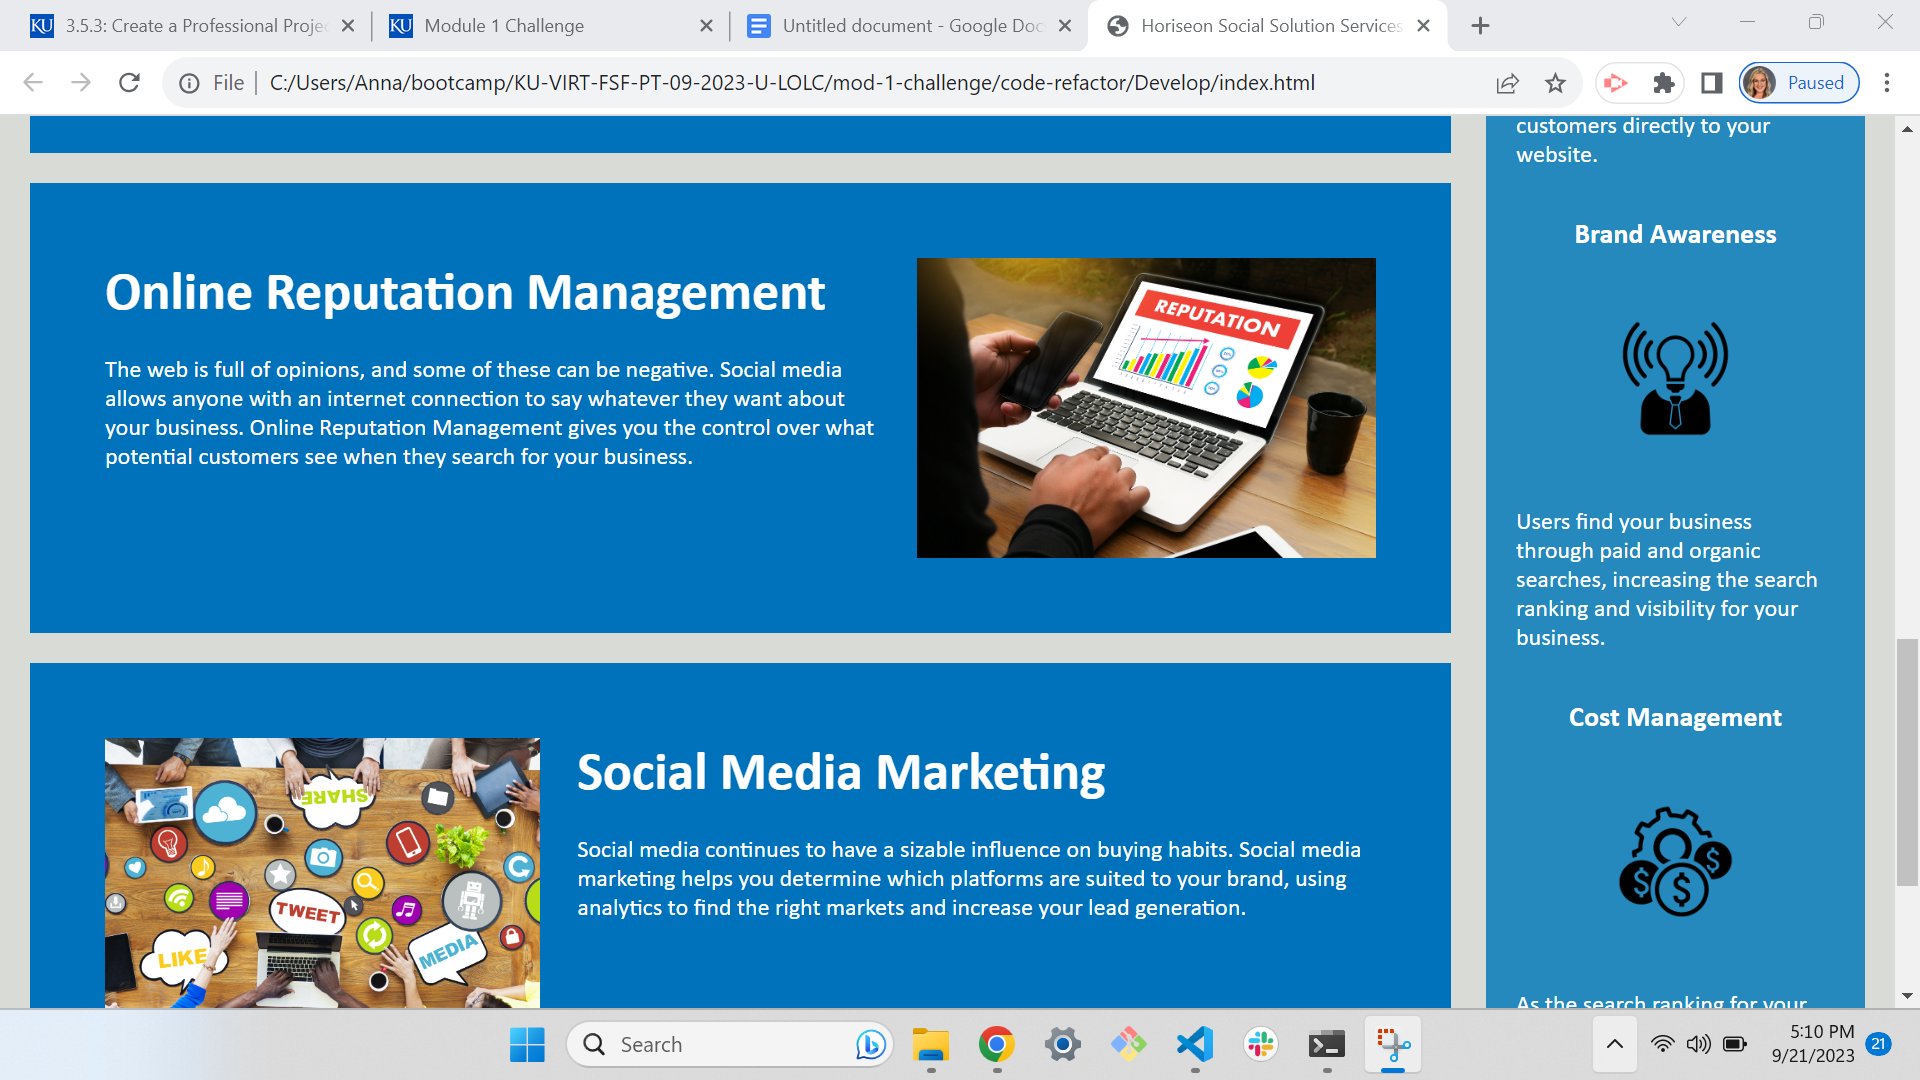 KU 3.5.3: Create a Professional Proje
KU Module 1 Challenge
Untitled document - Google Doc
Horiseon Social Solution Services
File C:/Users/Anna/bootcamp/KU-VIRT-FSF-PT-09-2023-U-LOLC/mod-1-challenge/code-refactor/Develop/index.html
Paused
Online Reputation Management
The web is full of opinions, and some of these can be negative. Social media
allows anyone with an internet connection to say whatever they want about
your business. Online Reputation Management gives you the control over what
potential customers see when they search for your business.
REPUTATION
Social Media Marketing
Social media continues to have a sizable influence on buying habits. Social media
marketing helps you determine which platforms are suited to your brand, using
analytics to find the right markets and increase your lead generation.
SHARE
TWEET
LIKE
MEDIA
customers directly to your
website.
Brand Awareness
Users find your business
through paid and organic
searches, increasing the search
ranking and visibility for your
business.
Cost Management
$
$
$
As the search ranking for your
Search
5:10 PM
9/21/2023
21